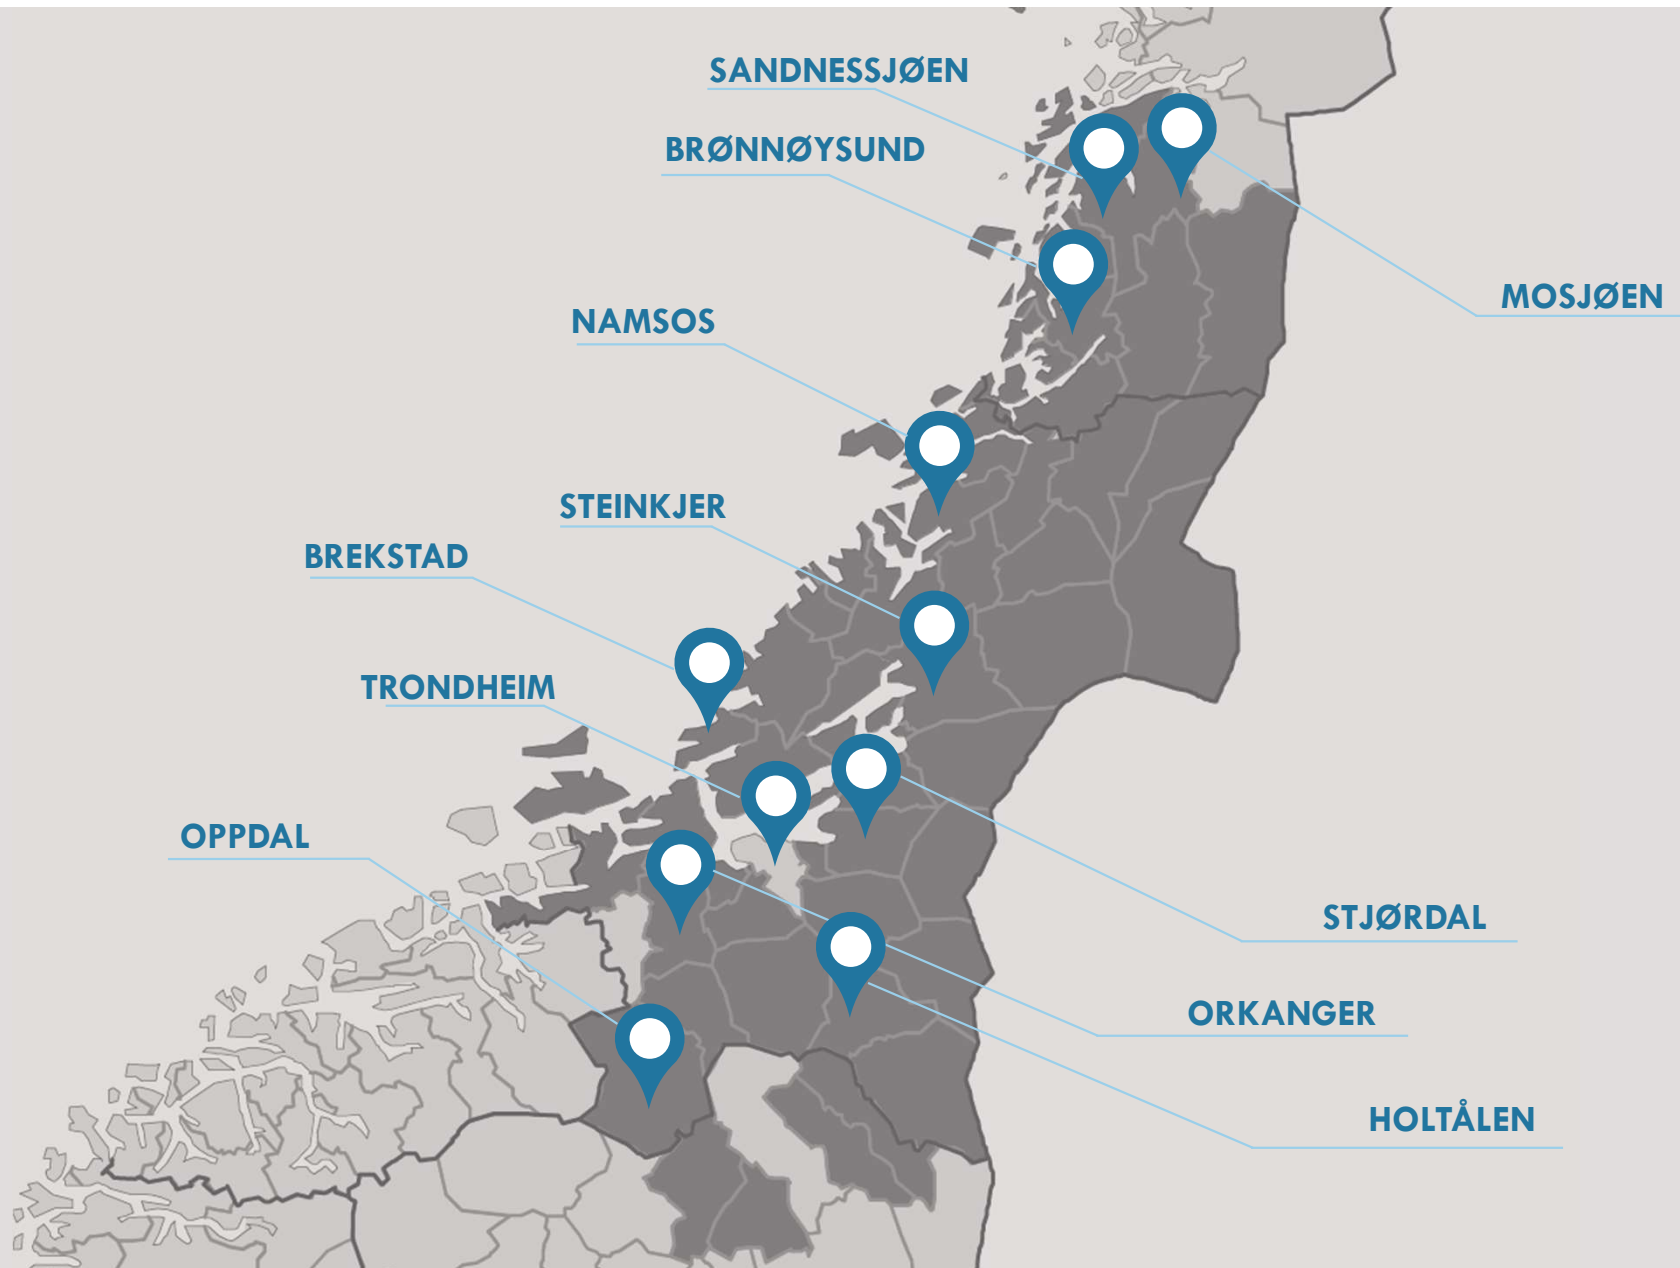 SANDNESSJØEN
BRØNNØYSUND
MOSJØEN
NAMSOS
STEINKJER
BREKSTAD
TRONDHEIM
OPPDAL
STJØRDAL
ORKANGER
HOLTÅLEN